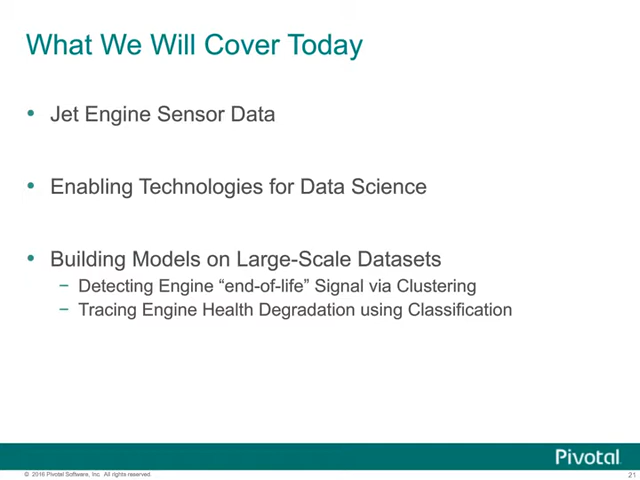 What We Will Cover Today
• Jet Engine Sensor Data
• Enabling Technologies for Data Science
• Building Models on Large-Scale Datasets
− Detecting Engine “end-of-life” Signal via Clustering
− Tracing Engine Health Degradation using Classification
Pivotal
© 2016 Pivotal Software, Inc. All rights reserved.
21